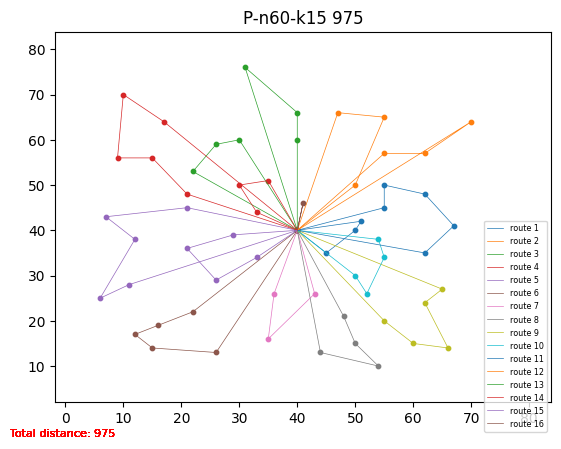 P-n60-k15 975
80
70
60
50
40
30
20
10
0
10
20
30
40
50
60
70
80
route 1
route 2
route 3
route 4
route 5
route 6
route 7
route 8
route 9
route 10
route 11
route 12
route 13
route 14
route 15
route 16
Total distance: 975